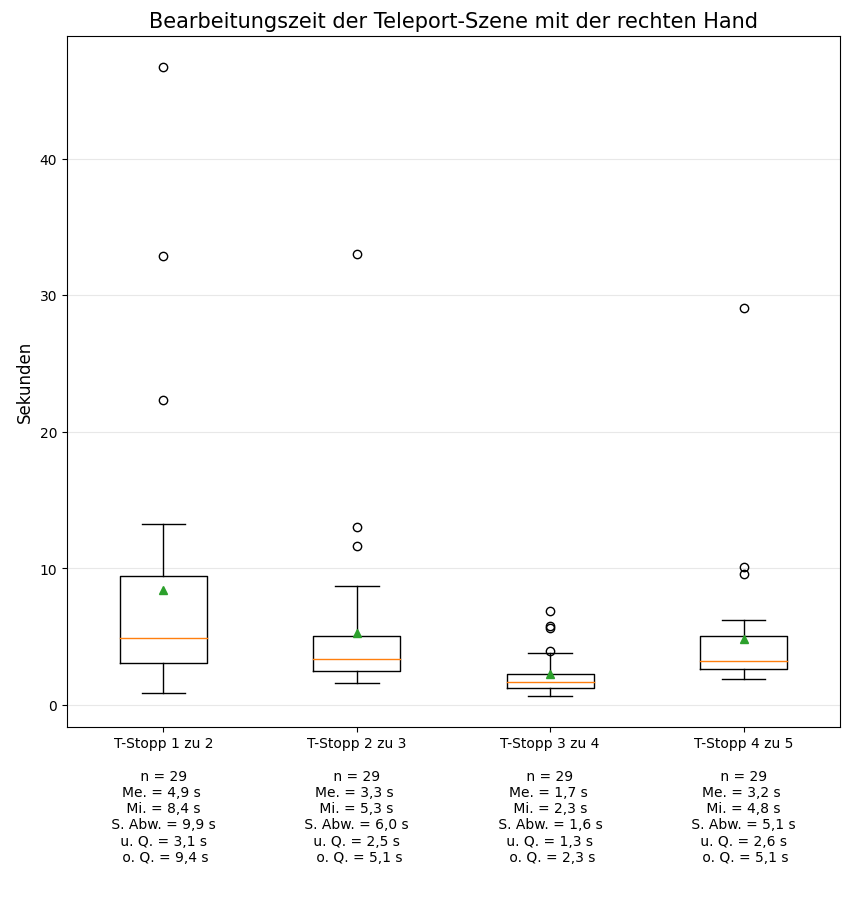 Bearbeitungszeit der Teleport-Szene mit der rechten Hand
Sekunden
40
30
20
10
0
T-Stopp 1 zu 2
n = 29
Me. = 4,9 s
Mi. = 8,4 s
S. Abw. = 9,9 s
u. Q. = 3,1 s
o. Q. = 9,4 s
T-Stopp 2 zu 3
n = 29
Me. = 3,3 s
Mi. = 5,3 s
S. Abw. = 6,0 s
u. Q. = 2,5 s
o. Q. = 5,1 s
T-Stopp 3 zu 4
n = 29
Me. = 1,7 s
Mi. = 2,3 s
S. Abw. = 1,6 s
u. Q. = 1,3 s
o. Q. = 2,3 s
T-Stopp 4 zu 5
n = 29
Me. = 3,2 s
Mi. = 4,8 s
S. Abw. = 5,1 s
u. Q. = 2,6 s
o. Q. = 5,1 s